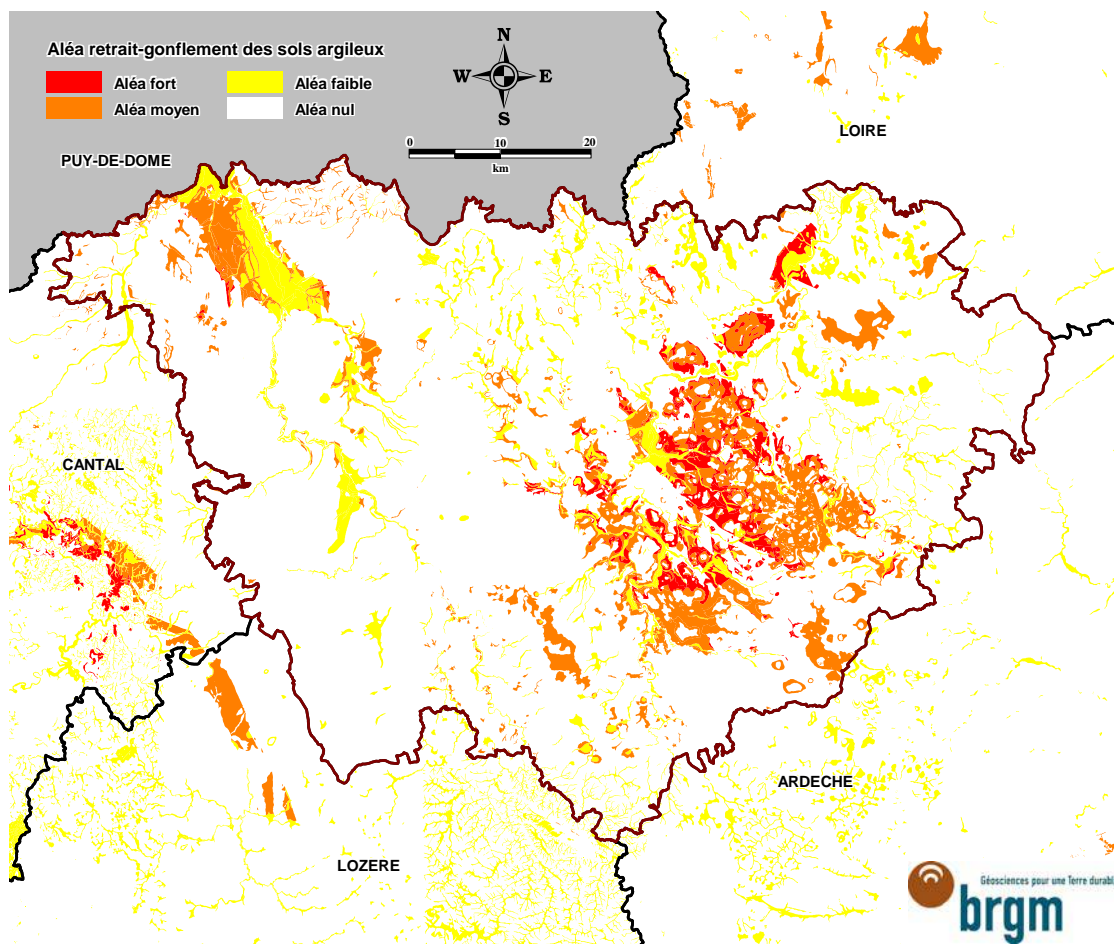 Aléa retrait-gonflement des sols argileux
Aléa fort
Aléa faible
Aléa moyen
Aléa nul
N
W E
S
0 10 20
km
PUY-DE-DOME
LOIRE
CANTAL
ARDECHE
LOZERE
Géosciences pour une Terre durable
brgm